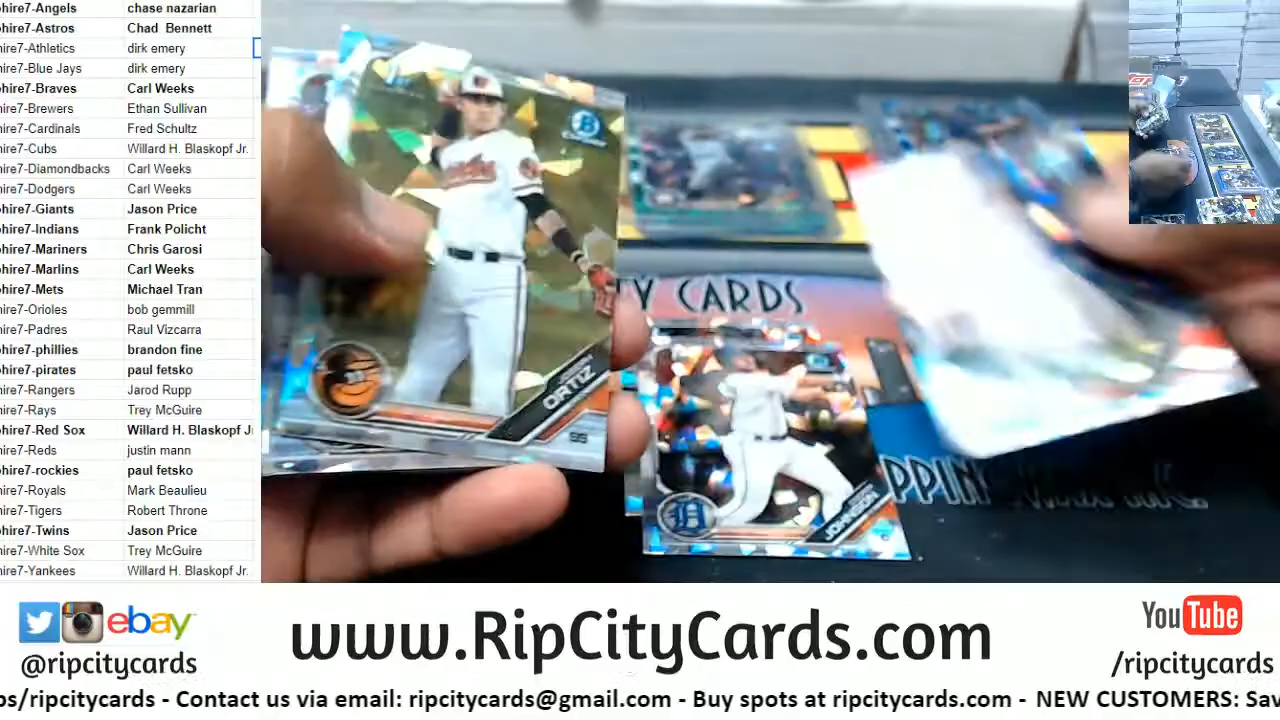 hire7-Angels chase nazarian
hire7-Astros Chad Bennett
hire7-Athletics dirk emery
hire7-Blue Jays dirk emery
hire7-Braves Carl Weeks
hire7-Brewers Ethan Sullivan
hire7-Cardinals Fred Schultz
hire7-Cubs Willard H. Blaskopf Jr.
hire7-Diamondbacks Carl Weeks
hire7-Dodgers Carl Weeks
hire7-Giants Jason Price
hire7-Indians Frank Policht
hire7-Mariners Chris Garosi
hire7-Marlins Carl Weeks
hire7-Mets Michael Tran
hire7-Orioles bob gemmill
hire7-Padres Raul Vizcarra
hire7-phillies brandon fine
hire7-pirates paul fetsko
hire7-Rangers Jarod Rupp
hire7-Rays Trey McGuire
hire7-Red Sox Willard H. Blaskopf J
hire7-Reds justin mann
hire7-rockies paul fetsko
hire7-Royals Mark Beaulieu
hire7-Tigers Robert Throne
hire7-Twins Jason Price
hire7-White Sox Trey McGuire
hire7-Yankees Willard H. Blaskopf Jr.
B
Orioles
ORTIZ
SS
Y CARDS
D
JOHNSON
PPIN
ebay
@ripcitycards
www.RipCityCards.com
YouTube
/ripcitycards
os/ripcitycards - Contact us via email: ripcitycards@gmail.com - Buy spots at ripcitycards.com - NEW CUSTOMERS: Sav